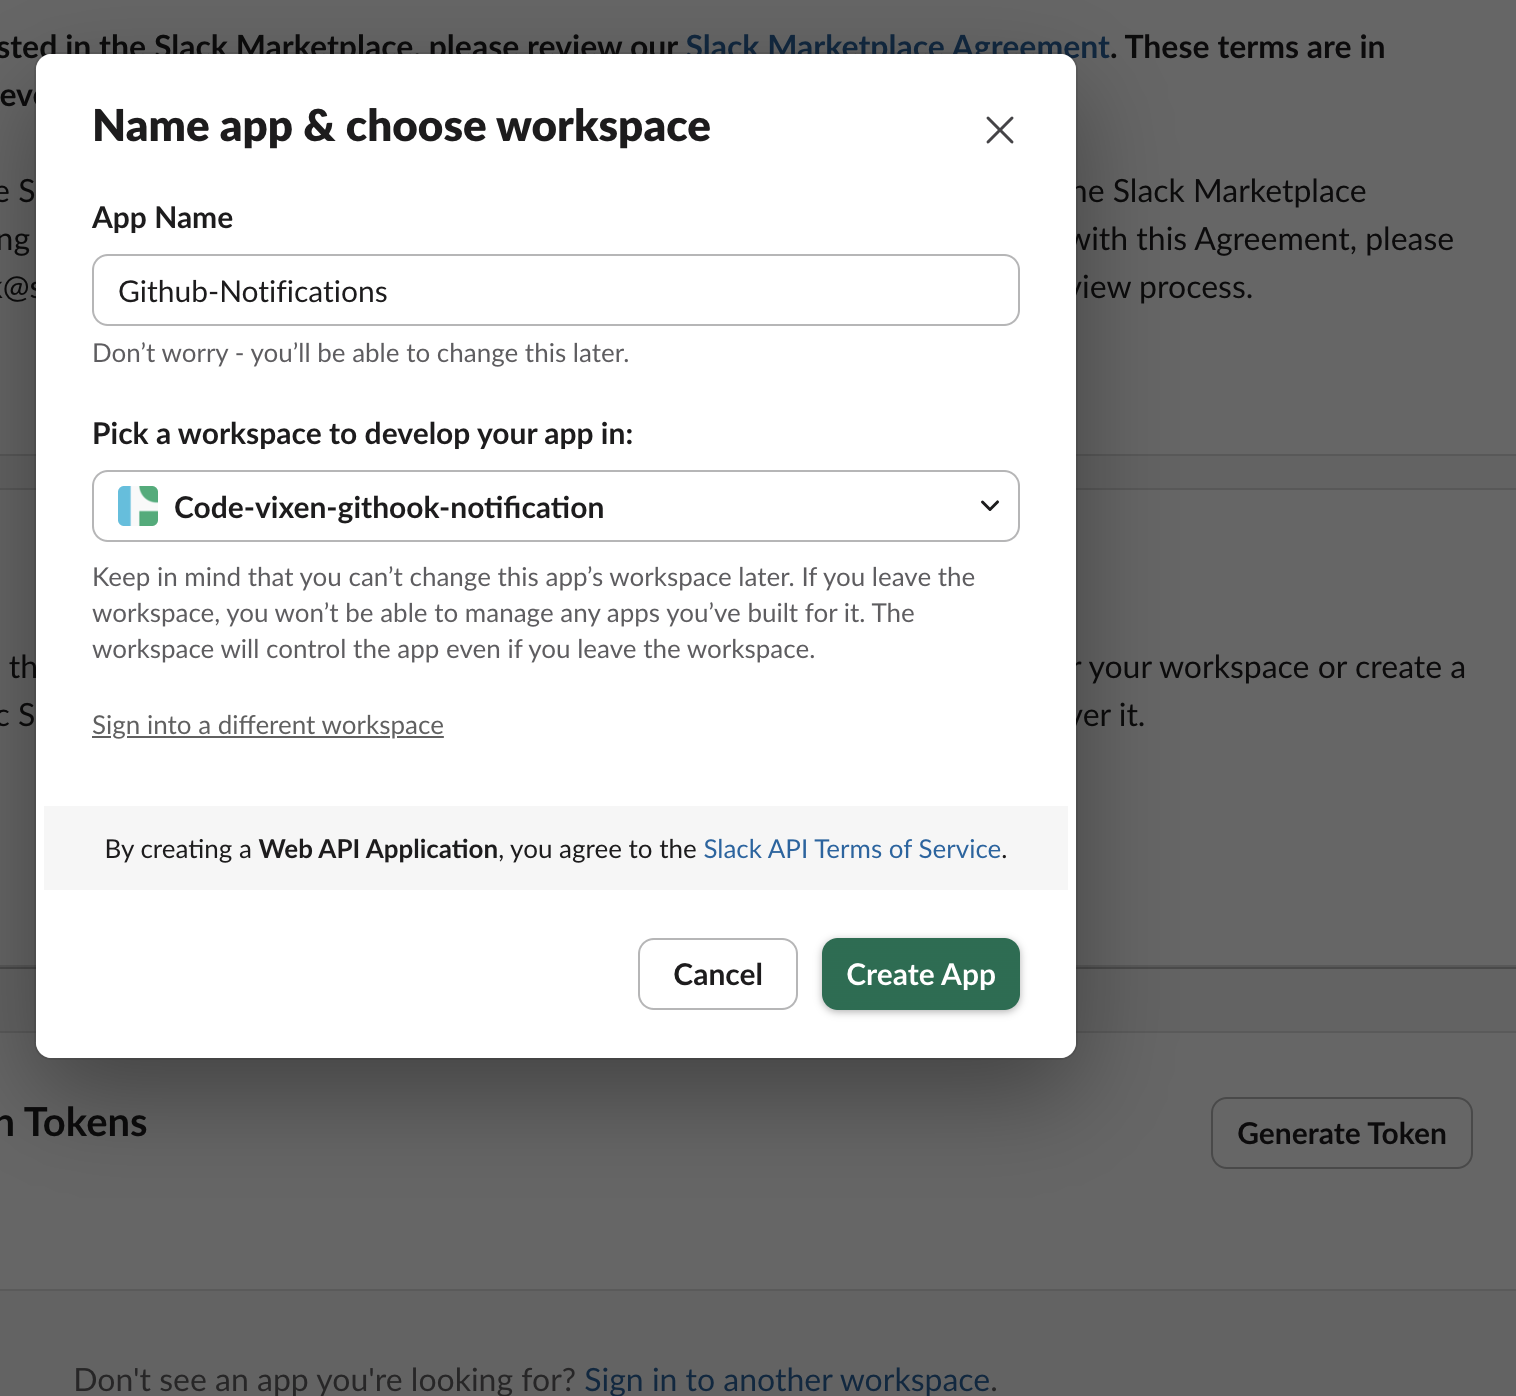 sted in the Slack Marketplace, please review our Slack Marketplace Agreement. These terms are in
Name app & choose workspace
App Name
he Slack Marketplace
with this Agreement, please
view process.
Github-Notifications
Don't worry - you'll be able to change this later.
Pick a workspace to develop your app in:
Code-vixen-githook-notification
Keep in mind that you can't change this app's workspace later. If you leave the
workspace, you won't be able to manage any apps you've built for it. The
workspace will control the app even if you leave the workspace.
your workspace or create a
ver it.
Sign into a different workspace
By creating a Web API Application, you agree to the Slack API Terms of Service.
Cancel
Create App
n Tokens
Generate Token
Don't see an app you're looking for? Sign in to another workspace.